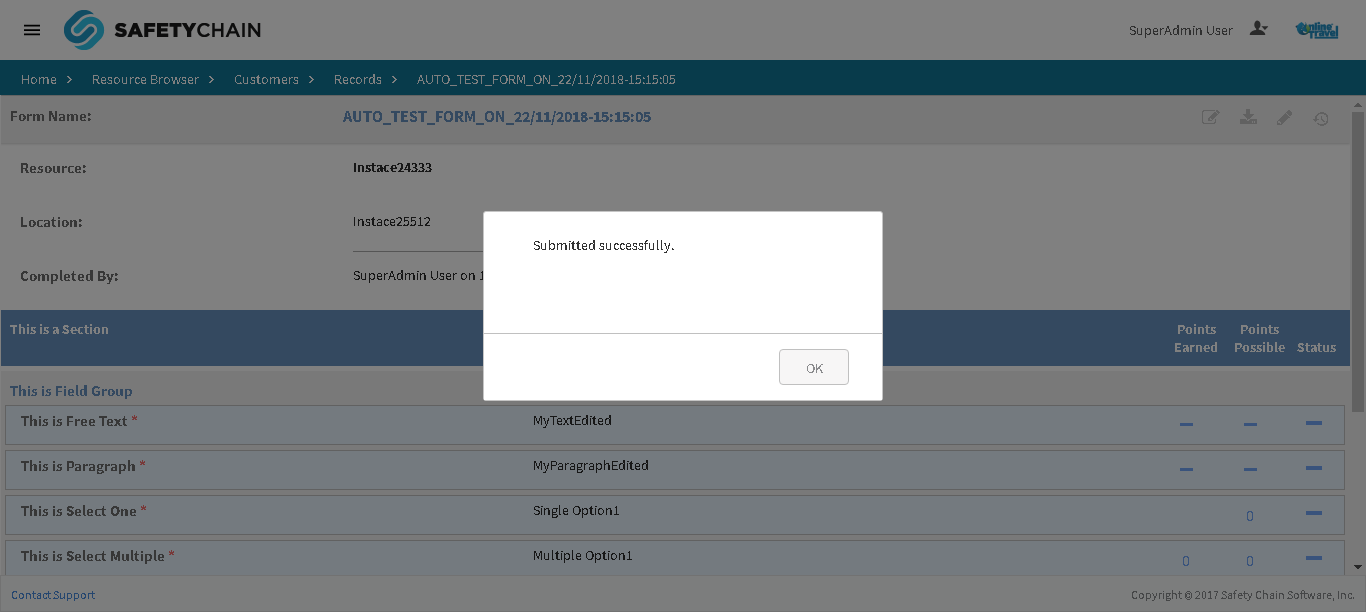 SAFETYCHAIN
SuperAdmin User
Online Travel
Home > Resource Browser > Customers > Records > AUTO_TEST_FORM_ON_22/11/2018-15:15:05
Form Name: AUTO_TEST_FORM_ON_22/11/2018-15:15:05
Resource: Instace24333
Location: Instace25512
Completed By: SuperAdmin User on 1
Submitted successfully.
OK
This is a Section Points Earned Points Possible Status
This is Field Group
This is Free Text * MyTextEdited
This is Paragraph * MyParagraphEdited
This is Select One * Single Option1 0
This is Select Multiple * Multiple Option1 0 0
Contact Support Copyright © 2017 Safety Chain Software, Inc.